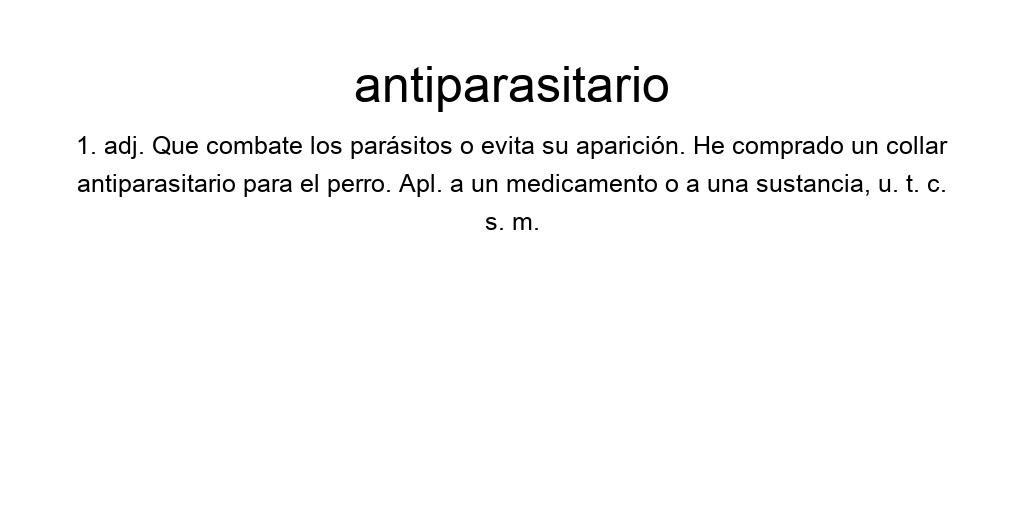 antiparasitario
1. adj. Que combate los parásitos o evita su aparición. He comprado un collar
antiparasitario para el perro. Apl. a un medicamento o a una sustancia, u. t. c.
s. m.